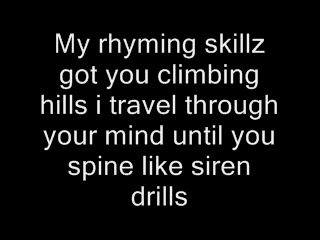 My rhyming skillz
got you climbing
hills i travel through
your mind until you
spine like siren
drills